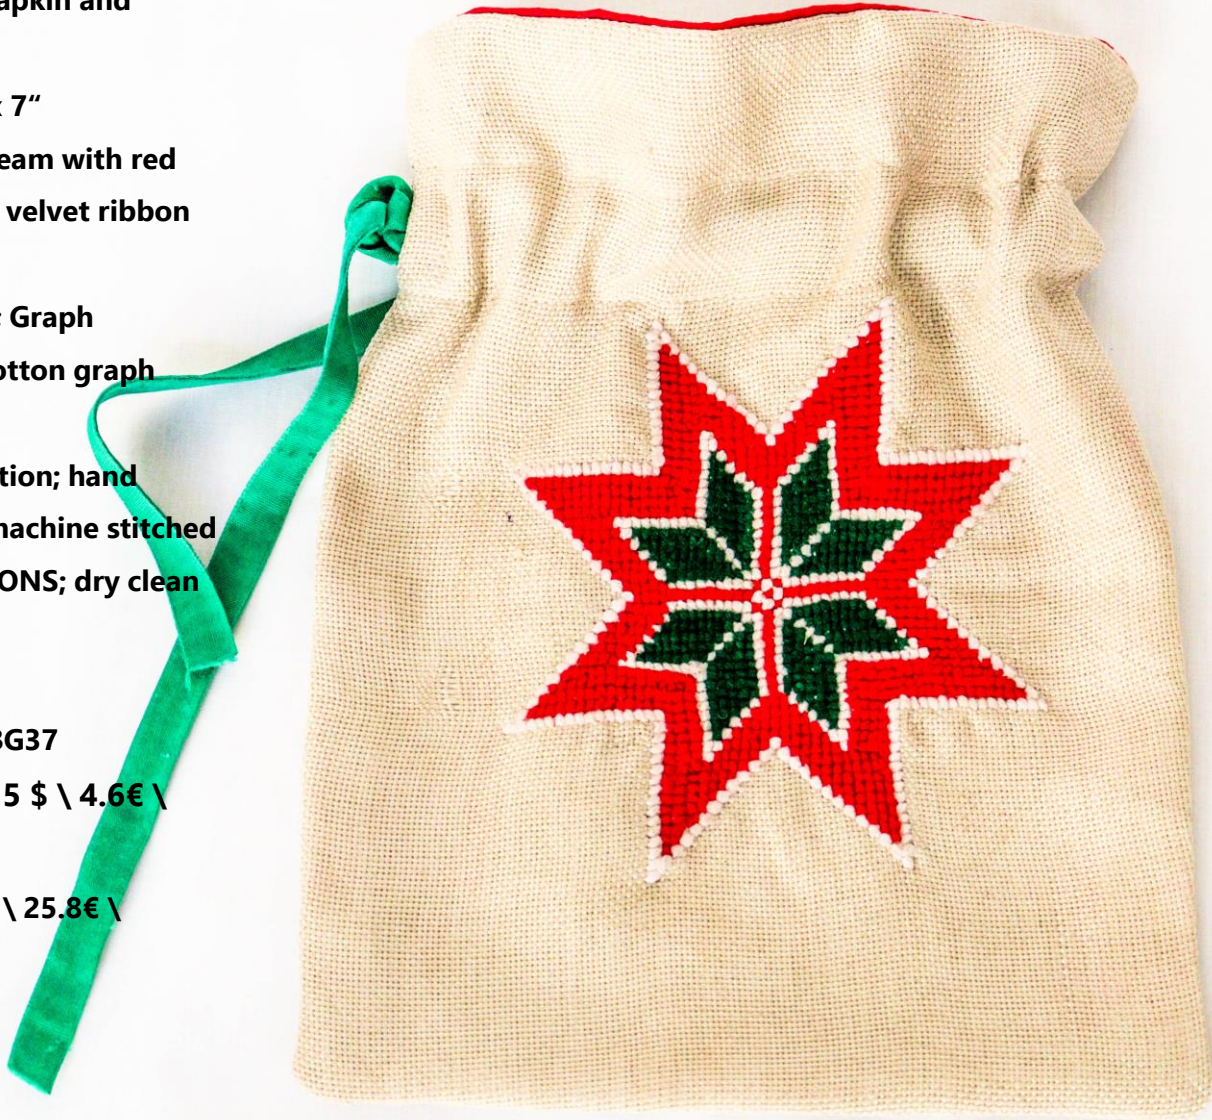 apkin and
x 7“
eam with red
velvet ribbon
; Graph
otton graph
tion; hand
machine stitched
ONS; dry clean
G37
5 $ \ 4.6€ \
\ 25.8€ \